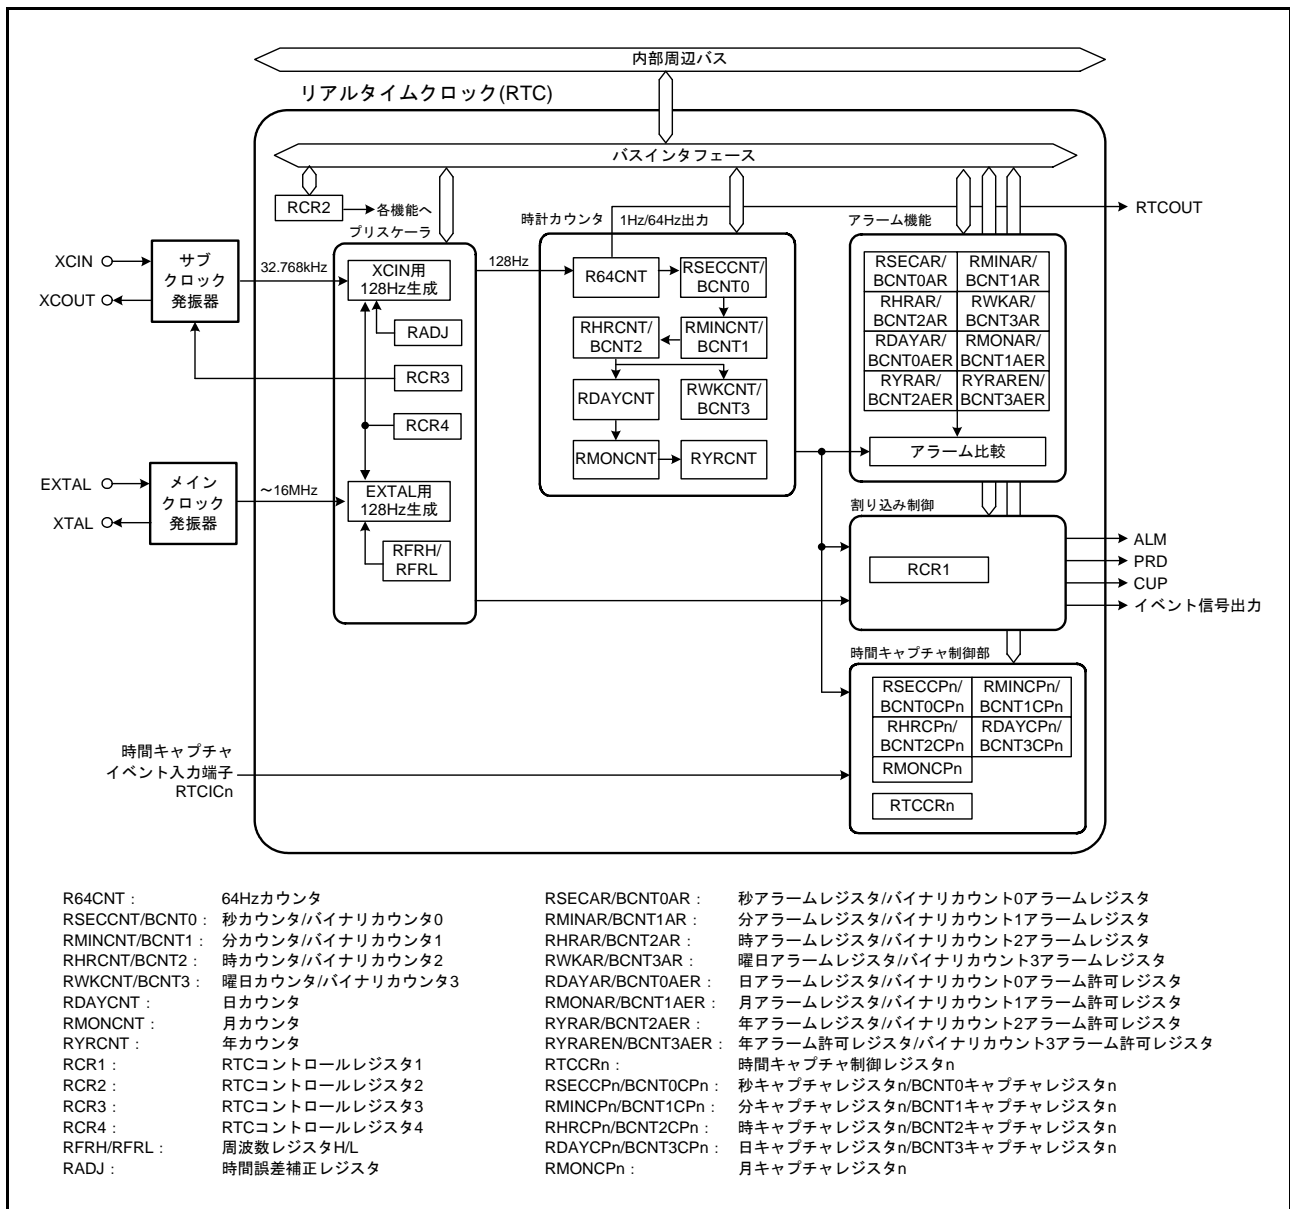 内部周辺バス
リアルタイムクロック(RTC)
バスインタフェース
RCR2
各機能へ
プリスケーラ
時計カウンタ
1Hz/64Hz出力
アラーム機能
RTCOUT
XCIN
XCOUT
サブ
クロック
発振器
32.768kHz
XCIN用
128Hz生成
RADJ
RCR3
RCR4
EXTAL
XTAL
メイン
クロック
発振器
～16MHz
EXTAL用
128Hz生成
RFRH/
RFRL
128Hz
R64CNT
RSECCNT/
BCNT0
RHRCNT/
BCNT2
RMINCNT/
BCNT1
RDAYCNT
RWKCNT/
BCNT3
RMONCNT
RYRCNT
RSECAR/
BCNT0AR
RMINAR/
BCNT1AR
RHRAR/
BCNT2AR
RWKAR/
BCNT3AR
RDAYAR/
BCNT0AER
RMONAR/
BCNT1AER
RYRAR/
BCNT2AER
RYRAREN/
BCNT3AER
アラーム比較
割り込み制御
RCR1
ALM
PRD
CUP
イベント信号出力
時間キャプチャ制御部
RSECCPn/
BCNT0CPn
RMINCPn/
BCNT1CPn
RHRCPn/
BCNT2CPn
RDAYCPn/
BCNT3CPn
RMONCPn
RTCCRn
時間キャプチャ
イベント入力端子
RTCICn
R64CNT： 64Hzカウンタ
RSECCNT/BCNT0： 秒カウンタ/バイナリカウンタ0
RMINCNT/BCNT1： 分カウンタ/バイナリカウンタ1
RHRCNT/BCNT2： 時カウンタ/バイナリカウンタ2
RWKCNT/BCNT3： 曜日カウンタ/バイナリカウンタ3
RDAYCNT： 日カウンタ
RMONCNT： 月カウンタ
RYRCNT： 年カウンタ
RCR1： RTCコントロールレジスタ1
RCR2： RTCコントロールレジスタ2
RCR3： RTCコントロールレジスタ3
RCR4： RTCコントロールレジスタ4
RFRH/RFRL： 周波数レジスタH/L
RADJ： 時間誤差補正レジスタ
RSECAR/BCNT0AR： 秒アラームレジスタ/バイナリカウント0アラームレジスタ
RMINAR/BCNT1AR： 分アラームレジスタ/バイナリカウント1アラームレジスタ
RHRAR/BCNT2AR： 時アラームレジスタ/バイナリカウント2アラームレジスタ
RWKAR/BCNT3AR： 曜日アラームレジスタ/バイナリカウント3アラームレジスタ
RDAYAR/BCNT0AER： 日アラームレジスタ/バイナリカウント0アラーム許可レジスタ
RMONAR/BCNT1AER： 月アラームレジスタ/バイナリカウント1アラーム許可レジスタ
RYRAR/BCNT2AER： 年アラームレジスタ/バイナリカウント2アラーム許可レジスタ
RYRAREN/BCNT3AER： 年アラーム許可レジスタ/バイナリカウント3アラーム許可レジスタ
RTCCRn： 時間キャプチャ制御レジスタn
RSECCPn/BCNT0CPn： 秒キャプチャレジスタn/BCNT0キャプチャレジスタn
RMINCPn/BCNT1CPn： 分キャプチャレジスタn/BCNT1キャプチャレジスタn
RHRCPn/BCNT2CPn： 時キャプチャレジスタn/BCNT2キャプチャレジスタn
RDAYCPn/BCNT3CPn： 日キャプチャレジスタn/BCNT3キャプチャレジスタn
RMONCPn： 月キャプチャレジスタn